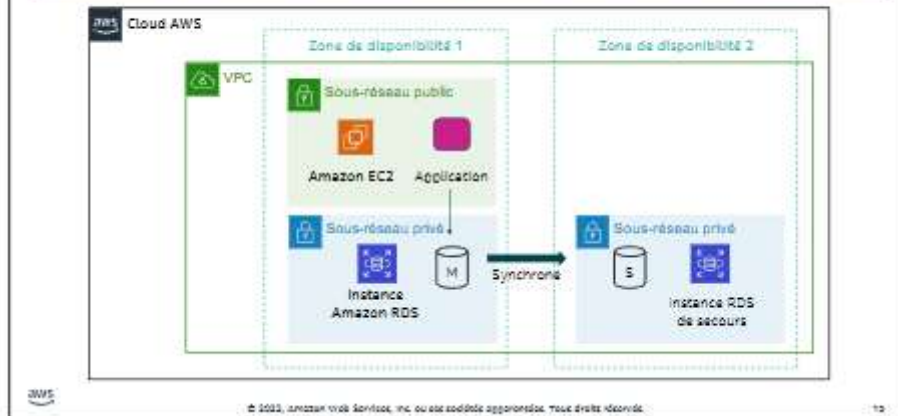 aws Cloud AWS
Zone de disponibilité 1
Zone de disponibilité 2
VPC
Sous-réseau public
Amazon EC2
Application
Sous-réseau privé
M
Instance
Amazon RDS
Synchrone
Sous-réseau privé
S
Instance RDS
de secours
aws
© 2022, Amazon Web Services, Inc. ou ses sociétés apparentées. Tous droits réservés.